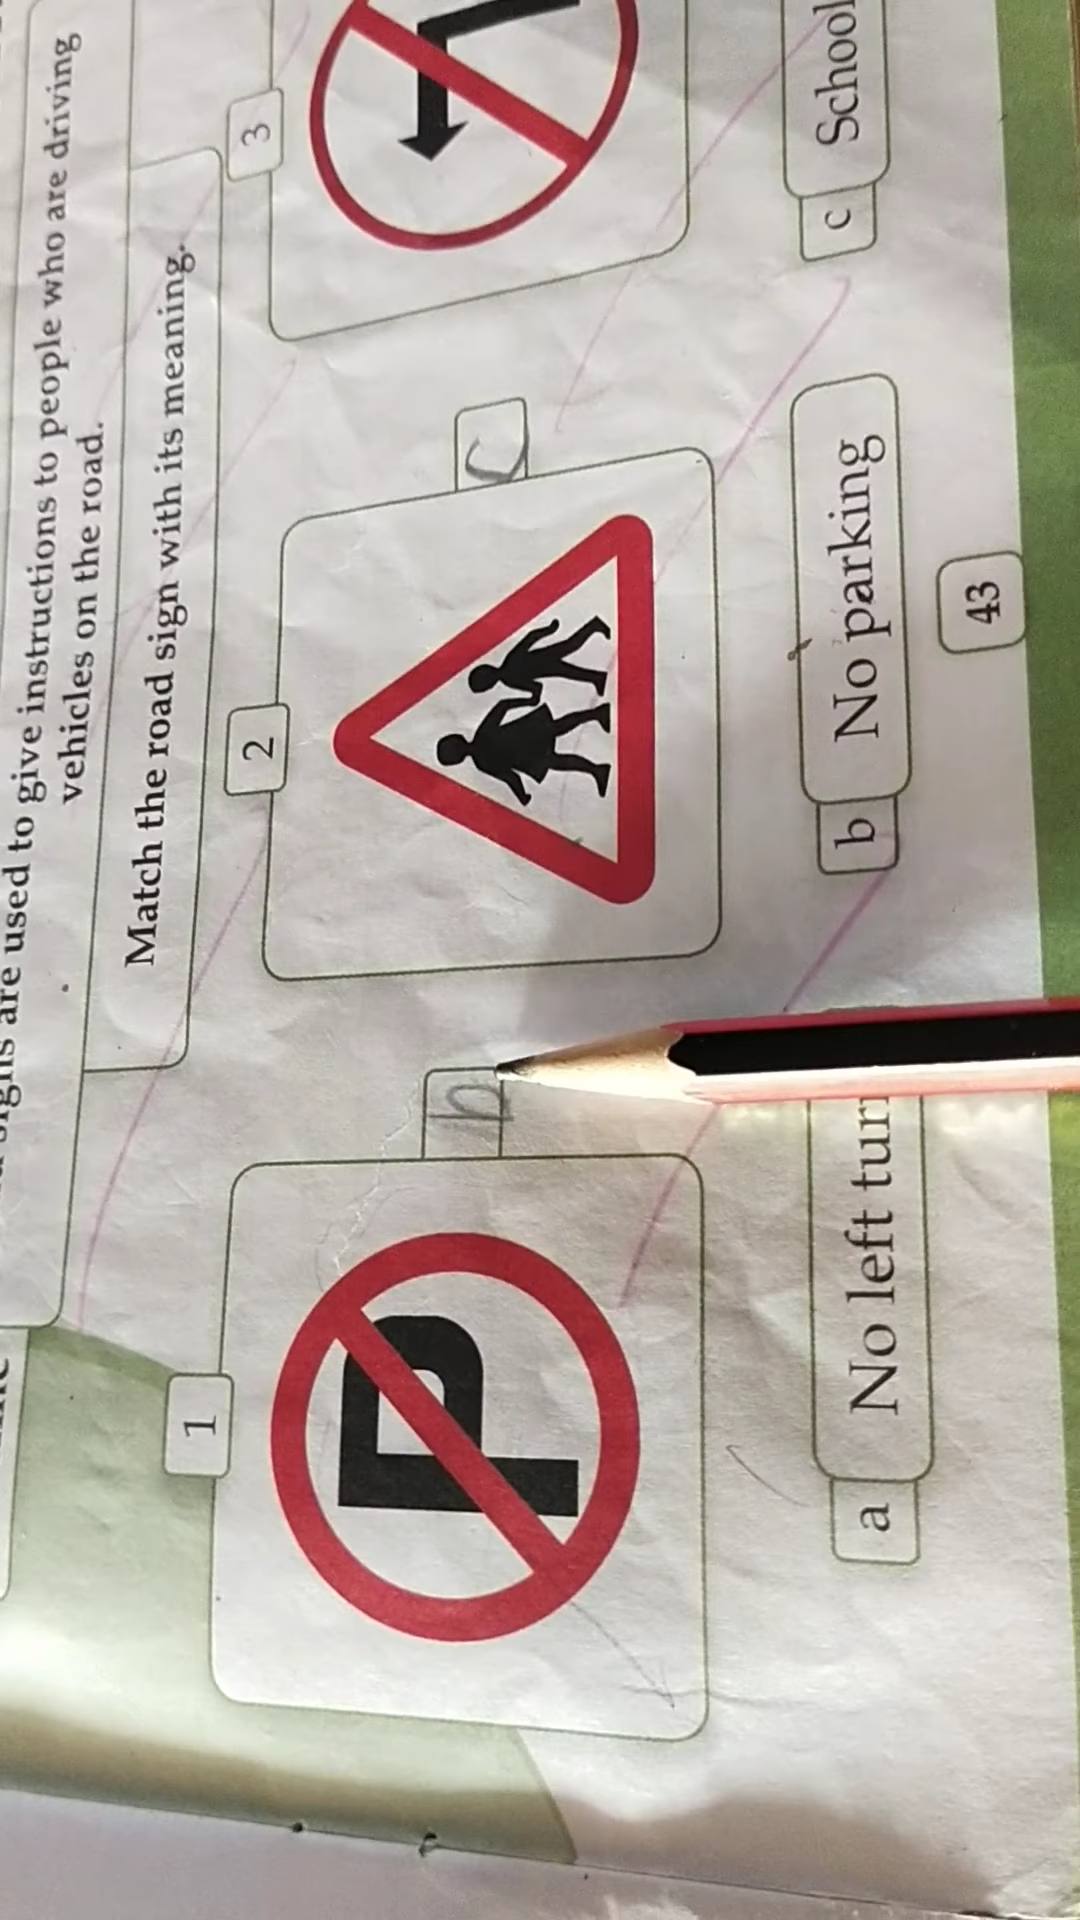 signs are used to give instructions to people who are driving
vehicles on the road.
Match the road sign with its meaning.
1
2
3
P
b
c
a No left tur
b No parking
c School
43